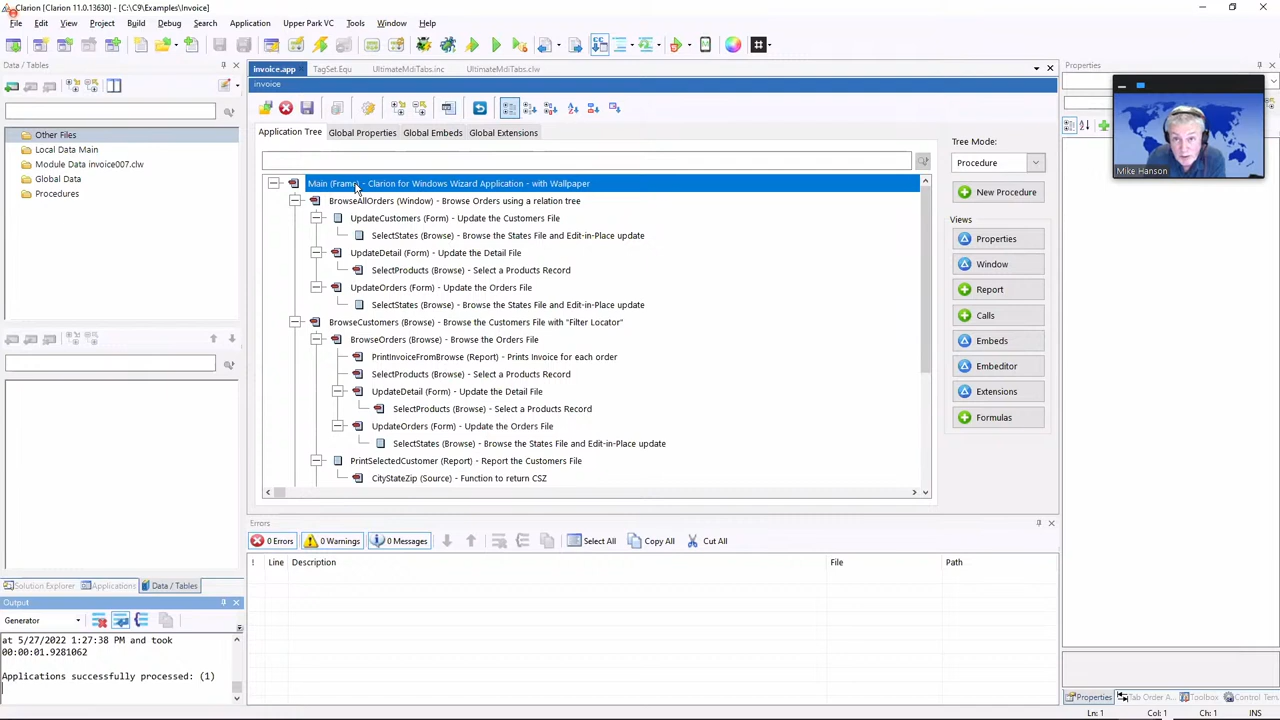 Clarion (Clarion 11.0.13630) - [C:\C9\Examples\Invoice]
File Edit View Project Build Debug Search Application Upper Park VC Tools Window Help
Data / Tables
invoice.app TagSet.Equ UltimateMdiTabs.inc UltimateMdiTabs.clw
Properties
invoice
Mike Hanson
Other Files
Local Data Main
Module Data invoice007.clw
Global Data
Procedures
Application Tree Global Properties Global Embeds Global Extensions
Tree Mode:
Procedure
New Procedure
Views
Properties
Window
Report
Calls
Embeds
Embeditor
Extensions
Formulas
Main (Frame) - Clarion for Windows Wizard Application - with Wallpaper
BrowseAllOrders (Window) - Browse Orders using a relation tree
UpdateCustomers (Form) - Update the Customers File
SelectStates (Browse) - Browse the States File and Edit-in-Place update
UpdateDetail (Form) - Update the Detail File
SelectProducts (Browse) - Select a Products Record
UpdateOrders (Form) - Update the Orders File
SelectStates (Browse) - Browse the States File and Edit-in-Place update
BrowseCustomers (Browse) - Browse the Customers File with "Filter Locator"
BrowseOrders (Browse) - Browse the Orders File
PrintInvoiceFromBrowse (Report) - Prints Invoice for each order
SelectProducts (Browse) - Select a Products Record
UpdateDetail (Form) - Update the Detail File
SelectProducts (Browse) - Select a Products Record
UpdateOrders (Form) - Update the Orders File
SelectStates (Browse) - Browse the States File and Edit-in-Place update
PrintSelectedCustomer (Report) - Report the Customers File
CityStateZip (Source) - Function to return CSZ
Errors
0 Errors 0 Warnings 0 Messages Select All Copy All Cut All
! Line Description File Path
Solution Explorer Applications Data / Tables
Output
Generator
at 5/27/2022 1:27:38 PM and took
00:00:01.9281062
Applications successfully processed: (1)
Properties Tab Order A... Toolbox Control Tem
Ln: 1 Col: 1 Ch: 1 INS